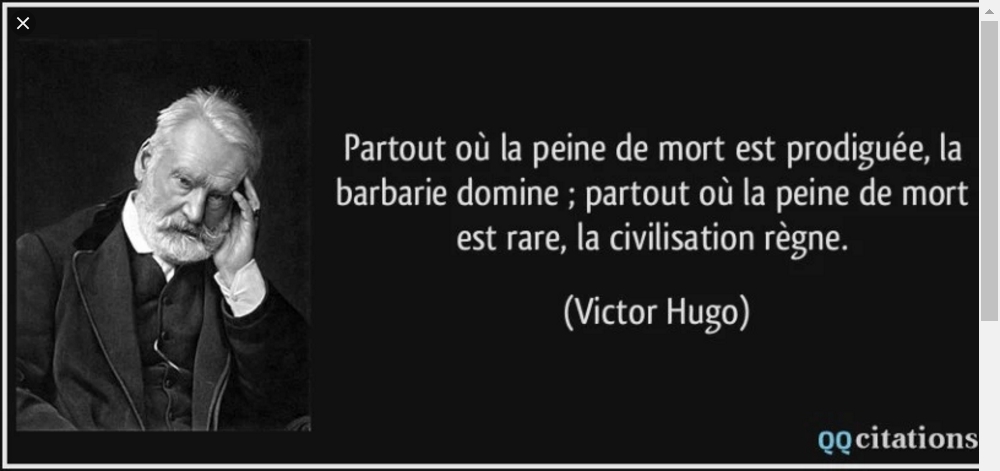 Partout où la peine de mort est prodiguée, la
barbarie domine ; partout où la peine de mort
est rare, la civilisation règne.
(Victor Hugo)
QQcitations